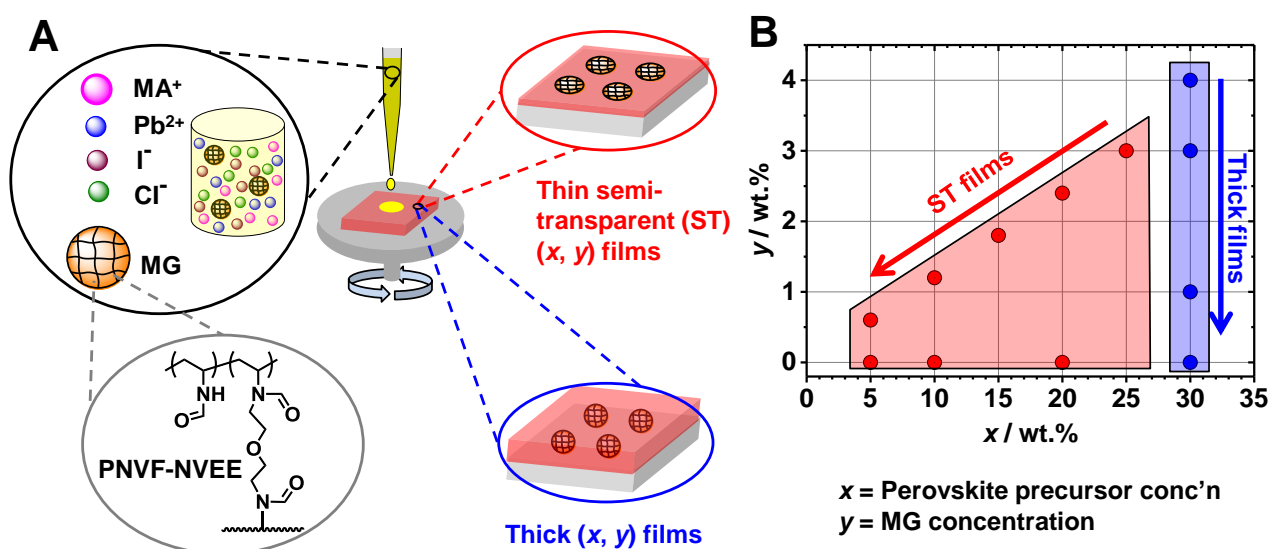 A
MA⁺
Pb²⁺
I⁻
Cl⁻
MG
NH
O
N
O
O
N
O
PNVF-NVEE
Thin semi-
transparent (ST)
(x, y) films
Thick (x, y) films
B
y / wt.%
4
3
2
1
0
0
5
10
15
20
25
30
35
x / wt.%
ST films
Thick films
x = Perovskite precursor conc’n
y = MG concentration